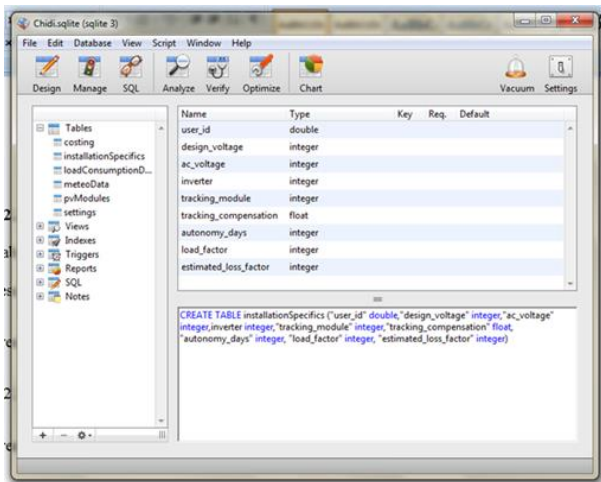 Chidi.sqlite (sqlite 3)
File Edit Database View Script Window Help
Design Manage SQL Analyze Verify Optimize Chart Vacuum Settings
Name Type Key Req. Default
Tables
costing
installationSpecifics
loadConsumptionD...
meteoData
pvModules
settings
Views
Indexes
Triggers
Reports
SQL
Notes
user_id double
design_voltage integer
ac_voltage integer
inverter integer
tracking_module integer
tracking_compensation float
autonomy_days integer
load_factor integer
estimated_loss_factor integer
CREATE TABLE installationSpecifics ("user_id" double,"design_voltage" integer,"ac_voltage"
integer,inverter integer,"tracking_module" integer,"tracking_compensation" float,
"autonomy_days" integer, "load_factor" integer, "estimated_loss_factor" integer)